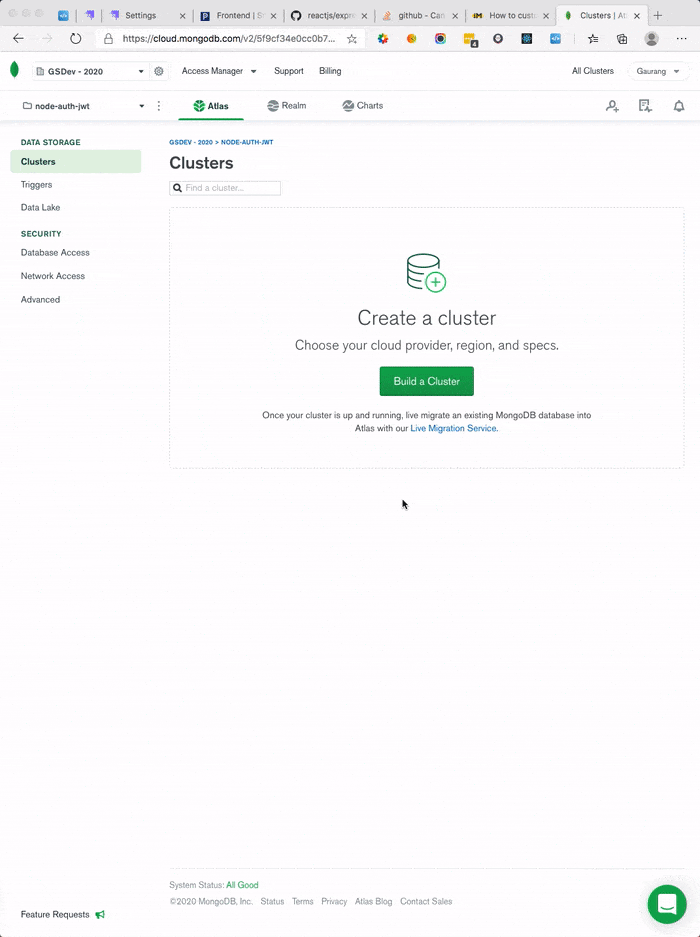 Settings
Frontend | S
reactjs/expre
github - Can
How to cust
Clusters | At
https://cloud.mongodb.com/v2/5f9cf34e0cc0b7...
4
GSDev - 2020
Access Manager
Support
Billing
All Clusters
Gaurang
node-auth-jwt
Atlas
Realm
Charts
DATA STORAGE
Clusters
Triggers
Data Lake
SECURITY
Database Access
Network Access
Advanced
GSDEV - 2020 > NODE-AUTH-JWT
Clusters
Find a cluster...
Create a cluster
Choose your cloud provider, region, and specs.
Build a Cluster
Once your cluster is up and running, live migrate an existing MongoDB database into
Atlas with our Live Migration Service.
System Status: All Good
©2020 MongoDB, Inc. Status Terms Privacy Atlas Blog Contact Sales
Feature Requests